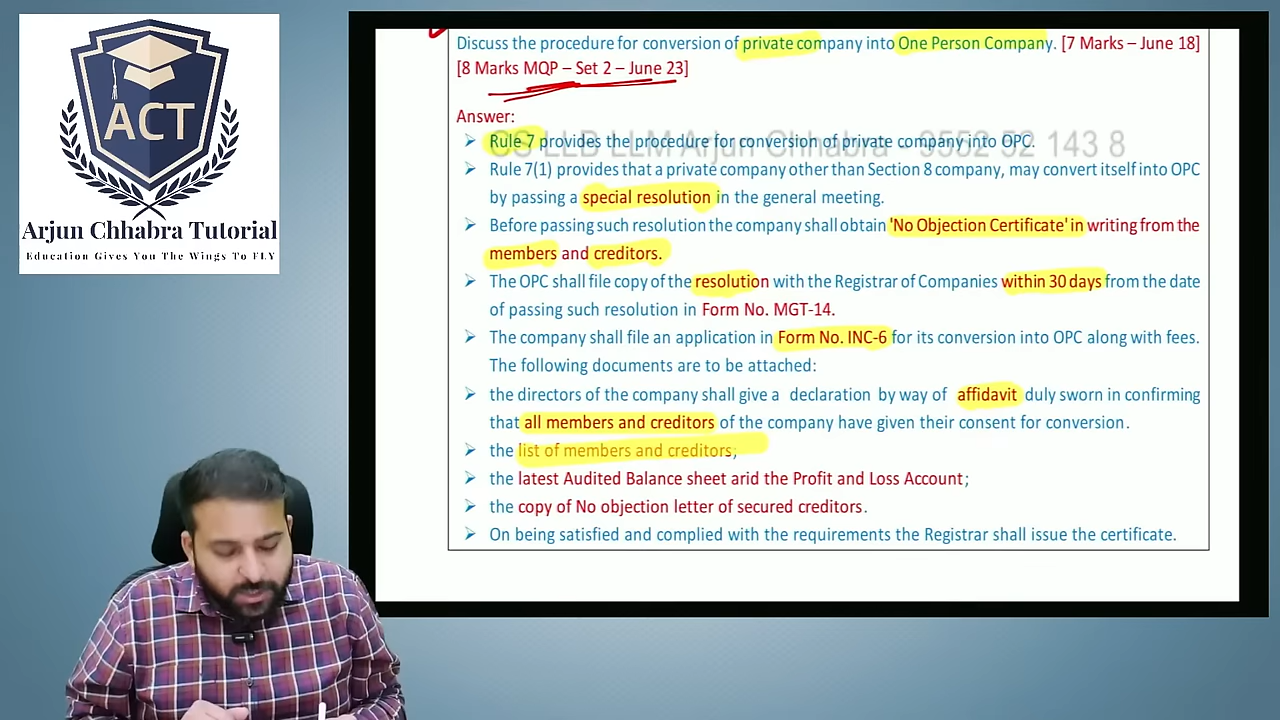 ACT
Arjun Chhabra Tutorial
Education Gives You The Wings To FLY
Discuss the procedure for conversion of private company into One Person Company. [7 Marks – June 18]
[8 Marks MQP – Set 2 – June 23]
Answer:
CS LLB LLM Arjun Chhabra - 9552 52 143 8
Rule 7 provides the procedure for conversion of private company into OPC.
Rule 7(1) provides that a private company other than Section 8 company, may convert itself into OPC
by passing a special resolution in the general meeting.
Before passing such resolution the company shall obtain 'No Objection Certificate' in writing from the
members and creditors.
The OPC shall file copy of the resolution with the Registrar of Companies within 30 days from the date
of passing such resolution in Form No. MGT-14.
The company shall file an application in Form No. INC-6 for its conversion into OPC along with fees.
The following documents are to be attached:
the directors of the company shall give a declaration by way of affidavit duly sworn in confirming
that all members and creditors of the company have given their consent for conversion.
the list of members and creditors;
the latest Audited Balance sheet arid the Profit and Loss Account;
the copy of No objection letter of secured creditors.
On being satisfied and complied with the requirements the Registrar shall issue the certificate.